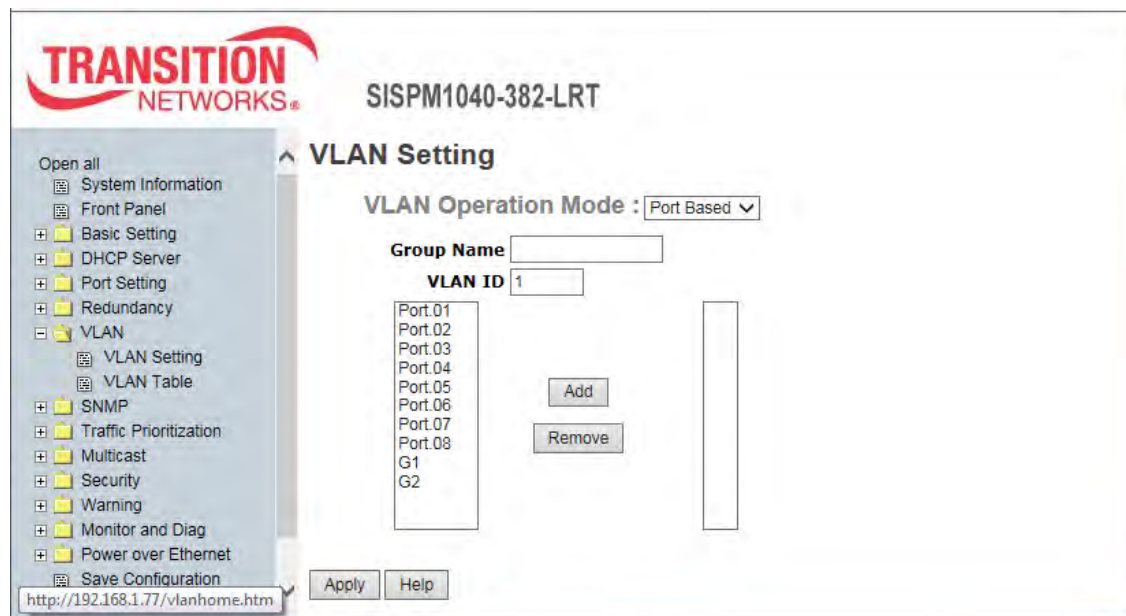 TRANSITION
NETWORKS®
SISPM1040-382-LRT
Open all
System Information
Front Panel
Basic Setting
DHCP Server
Port Setting
Redundancy
VLAN
VLAN Setting
VLAN Table
SNMP
Traffic Prioritization
Multicast
Security
Warning
Monitor and Diag
Power over Ethernet
Save Configuration
http://192.168.1.77/vlanhome.htm
VLAN Setting
VLAN Operation Mode : Port Based
Group Name
VLAN ID 1
Port.01
Port.02
Port.03
Port.04
Port.05
Port.06
Port.07
Port.08
G1
G2
Add
Remove
Apply Help